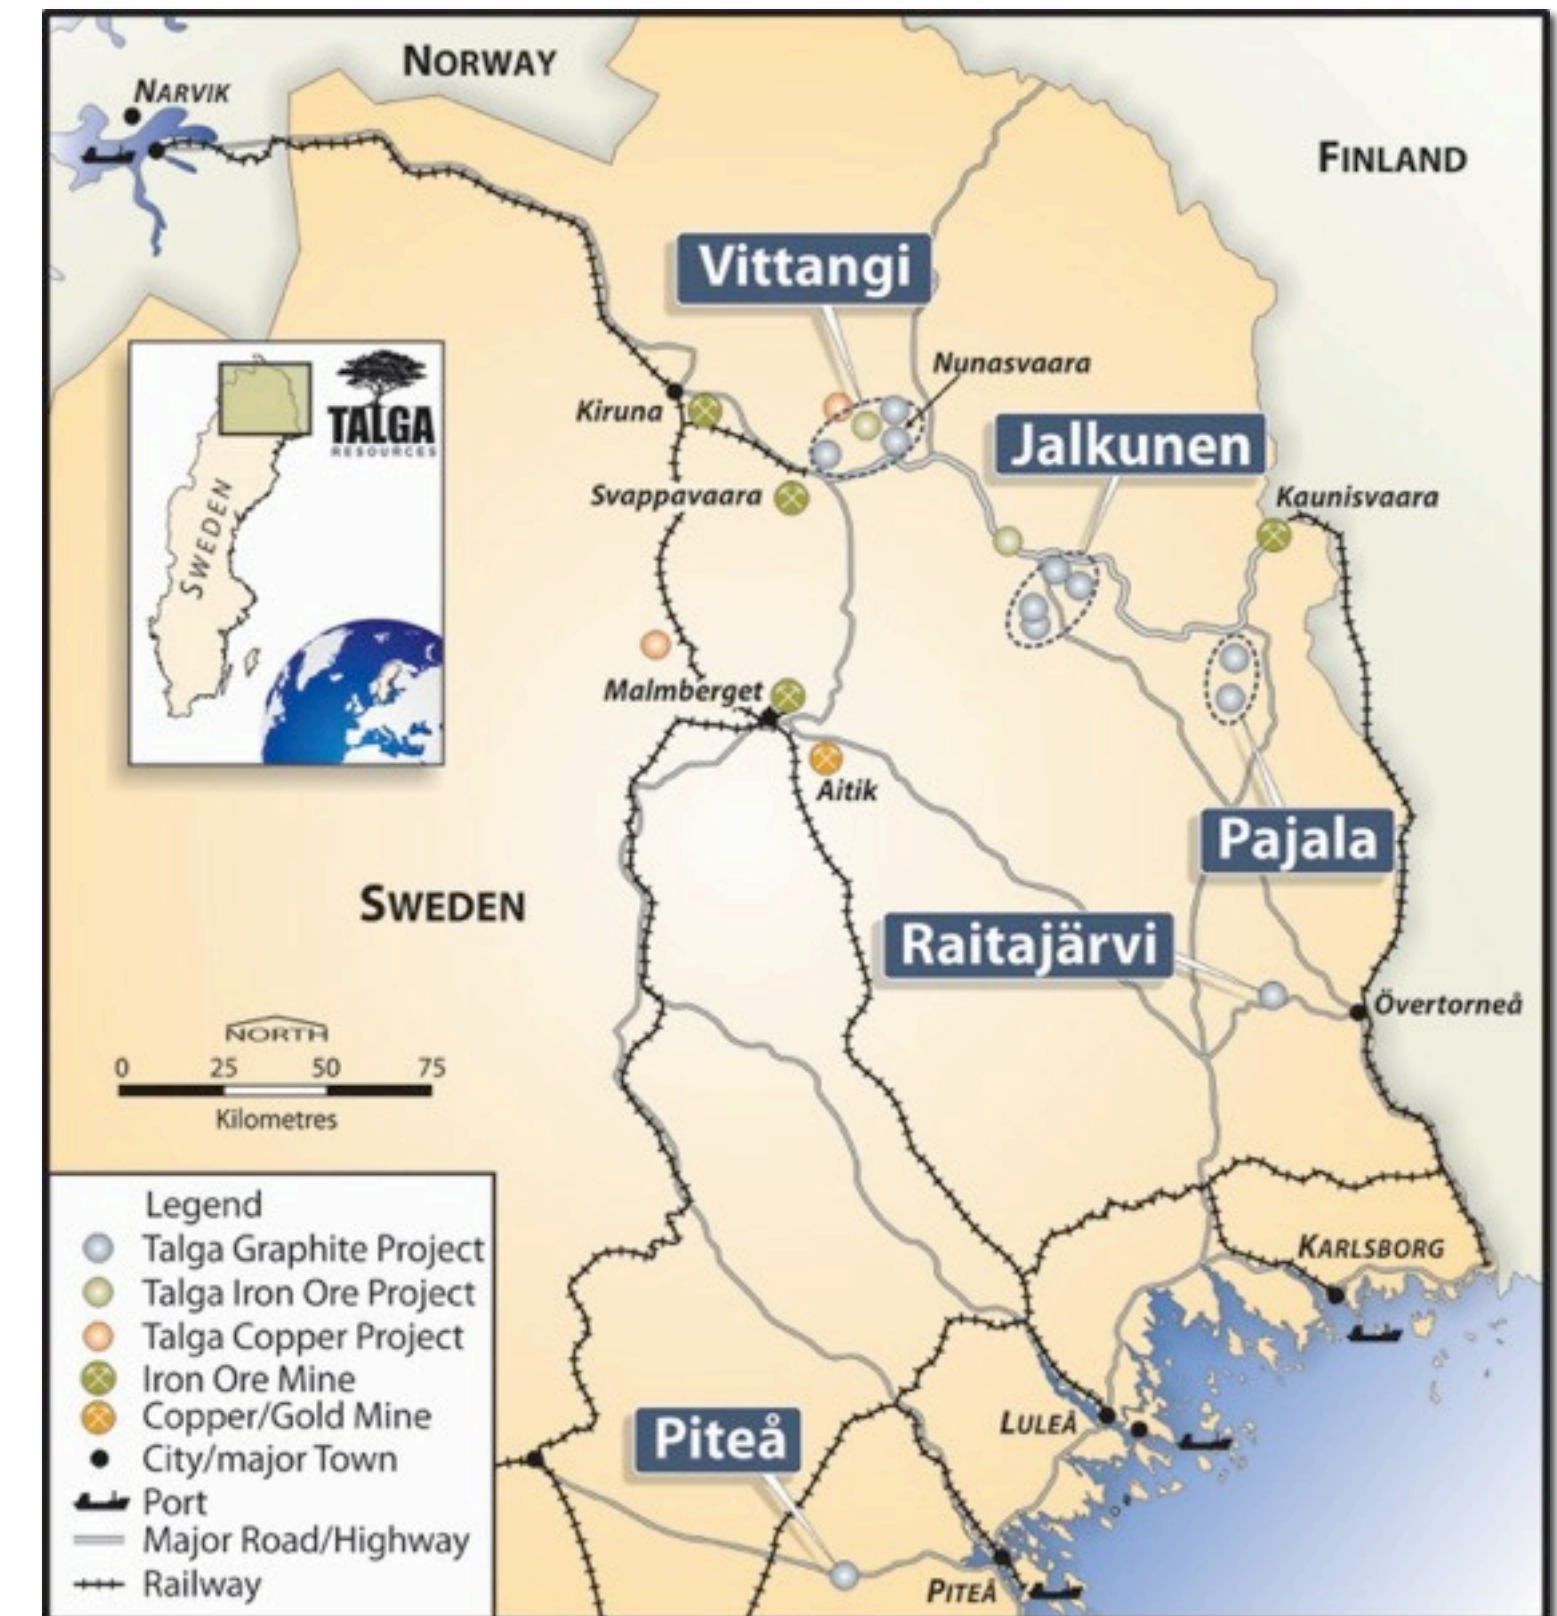 NORWAY
NARVIK
FINLAND
Vittangi
Nunasvaara
Kiruna
Jalkunen
TALGA
RESOURCES
SWEDEN
Svappavaara
Kaunisvaara
Malmberget
Aitik
Pajala
SWEDEN
Raitajärvi
Övertorneå
NORTH
0 25 50 75
Kilometres
KARLSBORG
LULEÅ
Piteå
PITEÅ
Legend
Talga Graphite Project
Talga Iron Ore Project
Talga Copper Project
Iron Ore Mine
Copper/Gold Mine
City/major Town
Port
Major Road/Highway
Railway